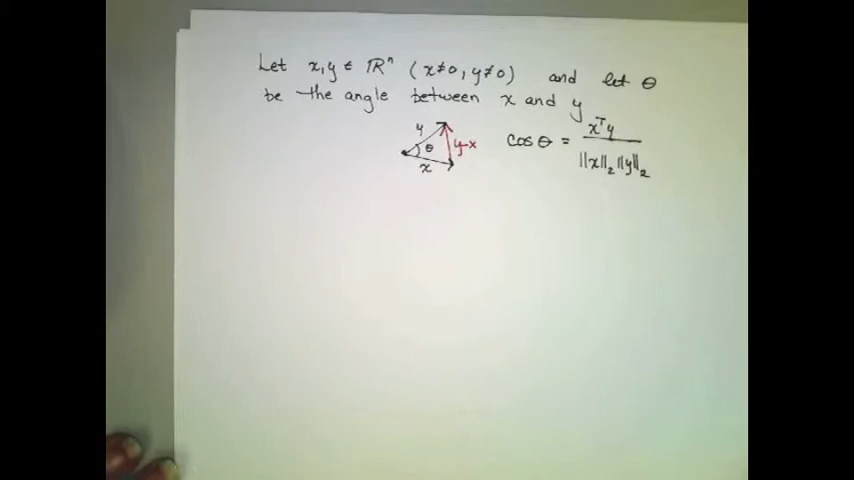 Let x, y ∈ ℝⁿ (x≠0, y≠0) and let θ
be the angle between x and y
y
θ
y-x
x
cos θ = xᵀy / ‖x‖₂ ‖y‖₂